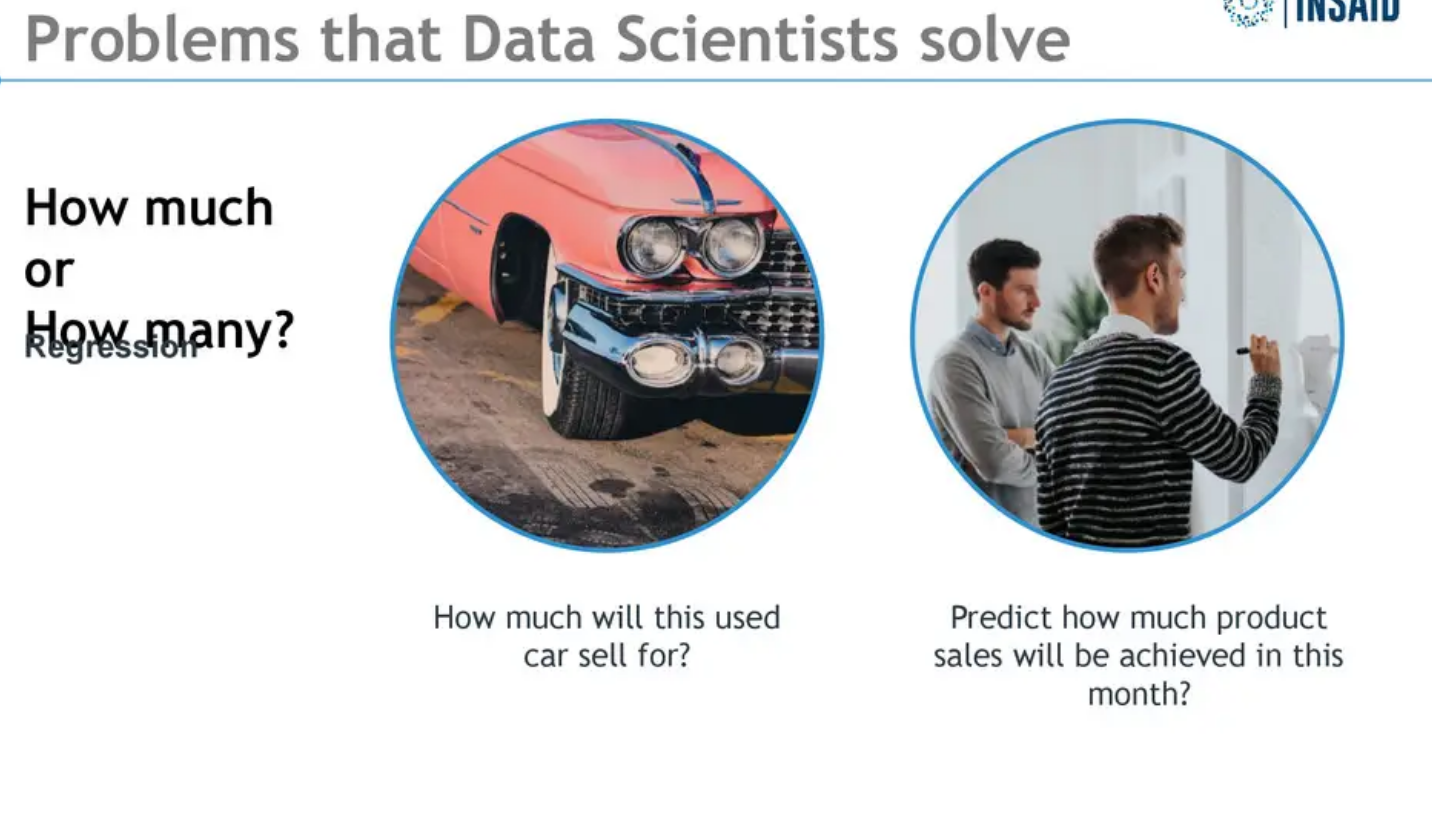 Problems that Data Scientists solve
INSAID
How much
or
How many?
Regression
How much will this used
car sell for?
Predict how much product
sales will be achieved in this
month?